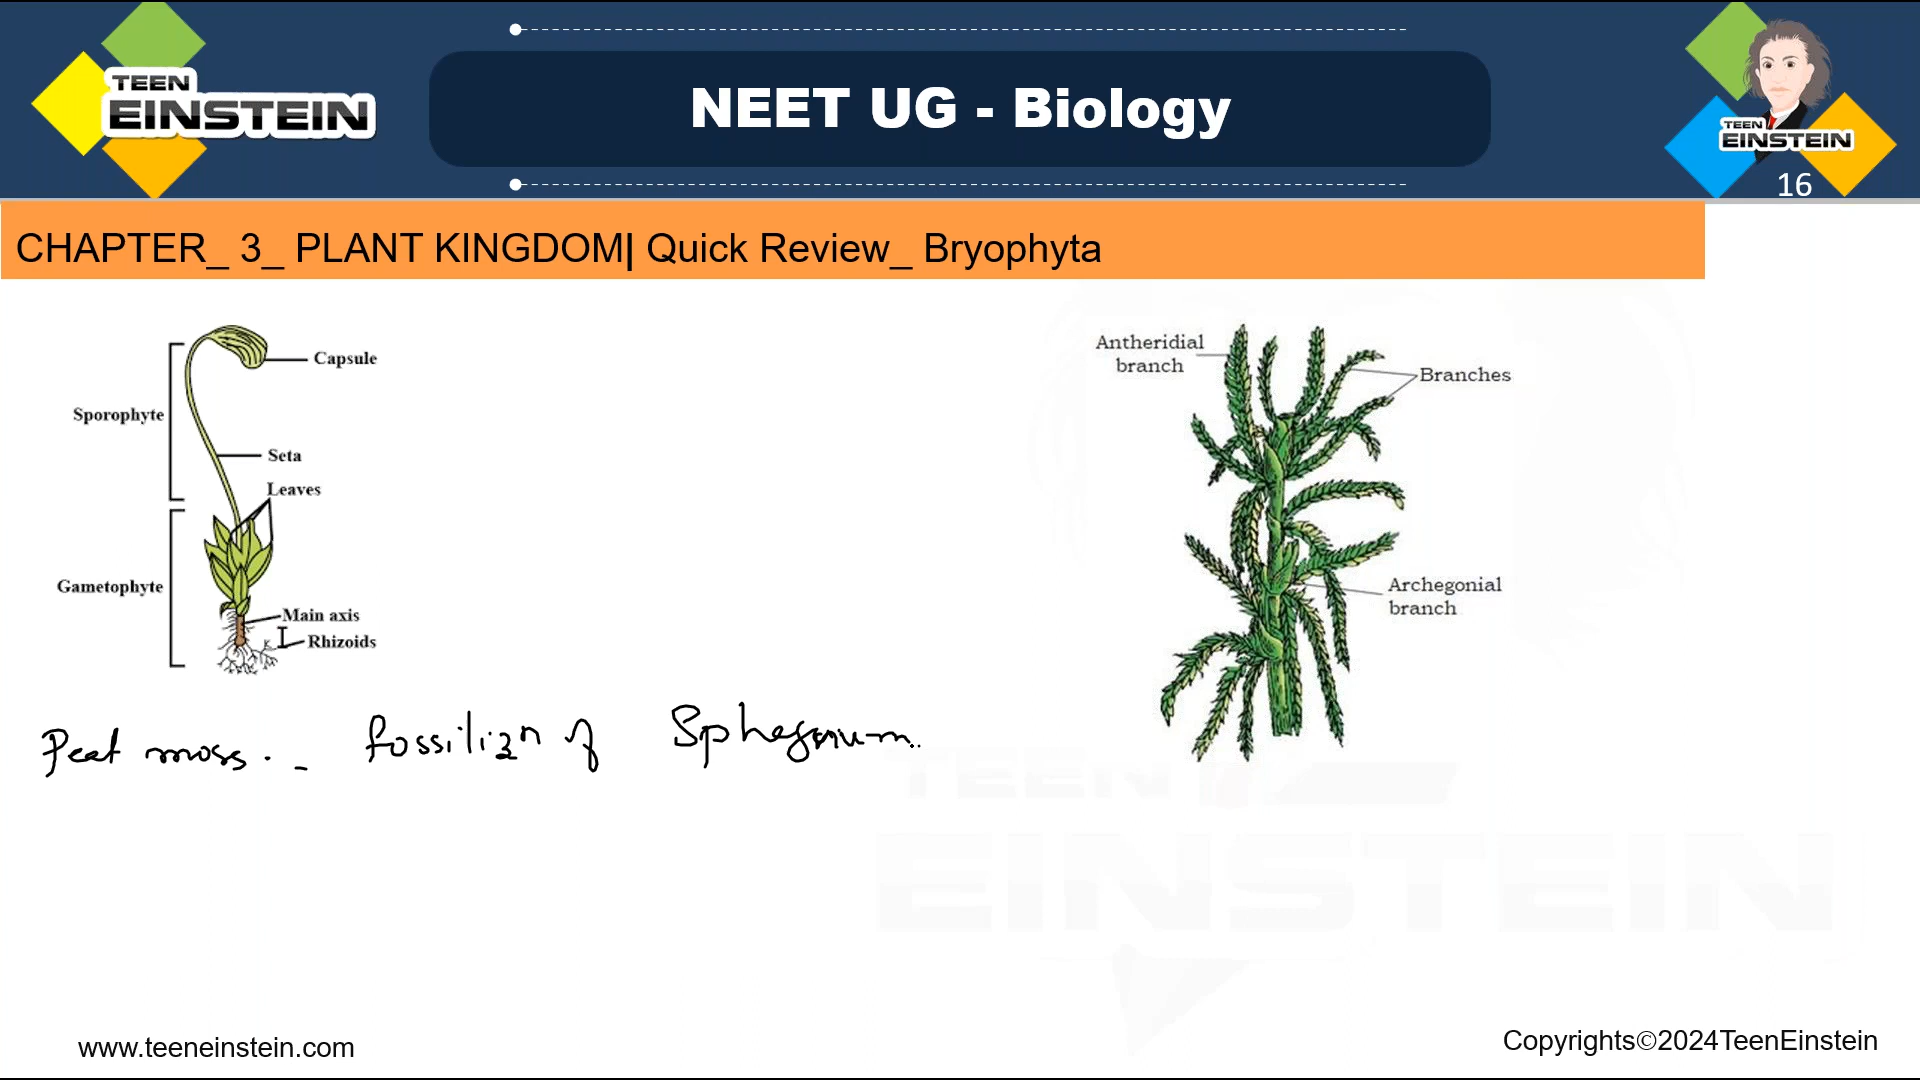 TEEN
EINSTEIN
NEET UG - Biology
TEEN
EINSTEIN
16
CHAPTER_ 3_ PLANT KINGDOM| Quick Review_ Bryophyta
Capsule
Sporophyte
Seta
Leaves
Gametophyte
Main axis
Rhizoids
Antheridial
branch
Branches
Archegonial
branch
Peat moss. - fossilizn of Sphagnum.
TEEN
EINSTEIN
www.teeneinstein.com
Copyrights©2024TeenEinstein